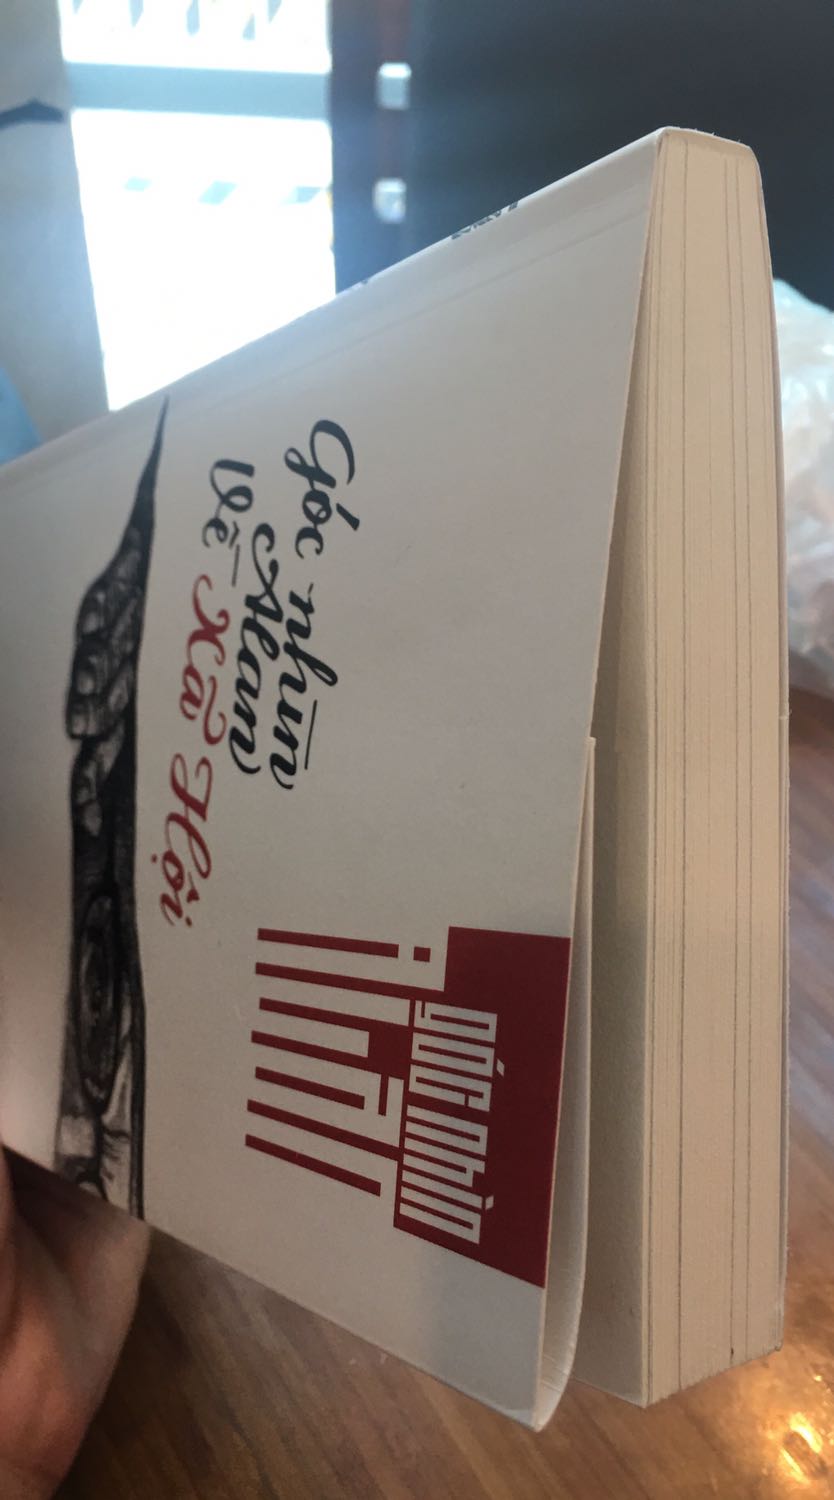 góc nhìn
Góc nhìn
Alan
Về Xã Hội